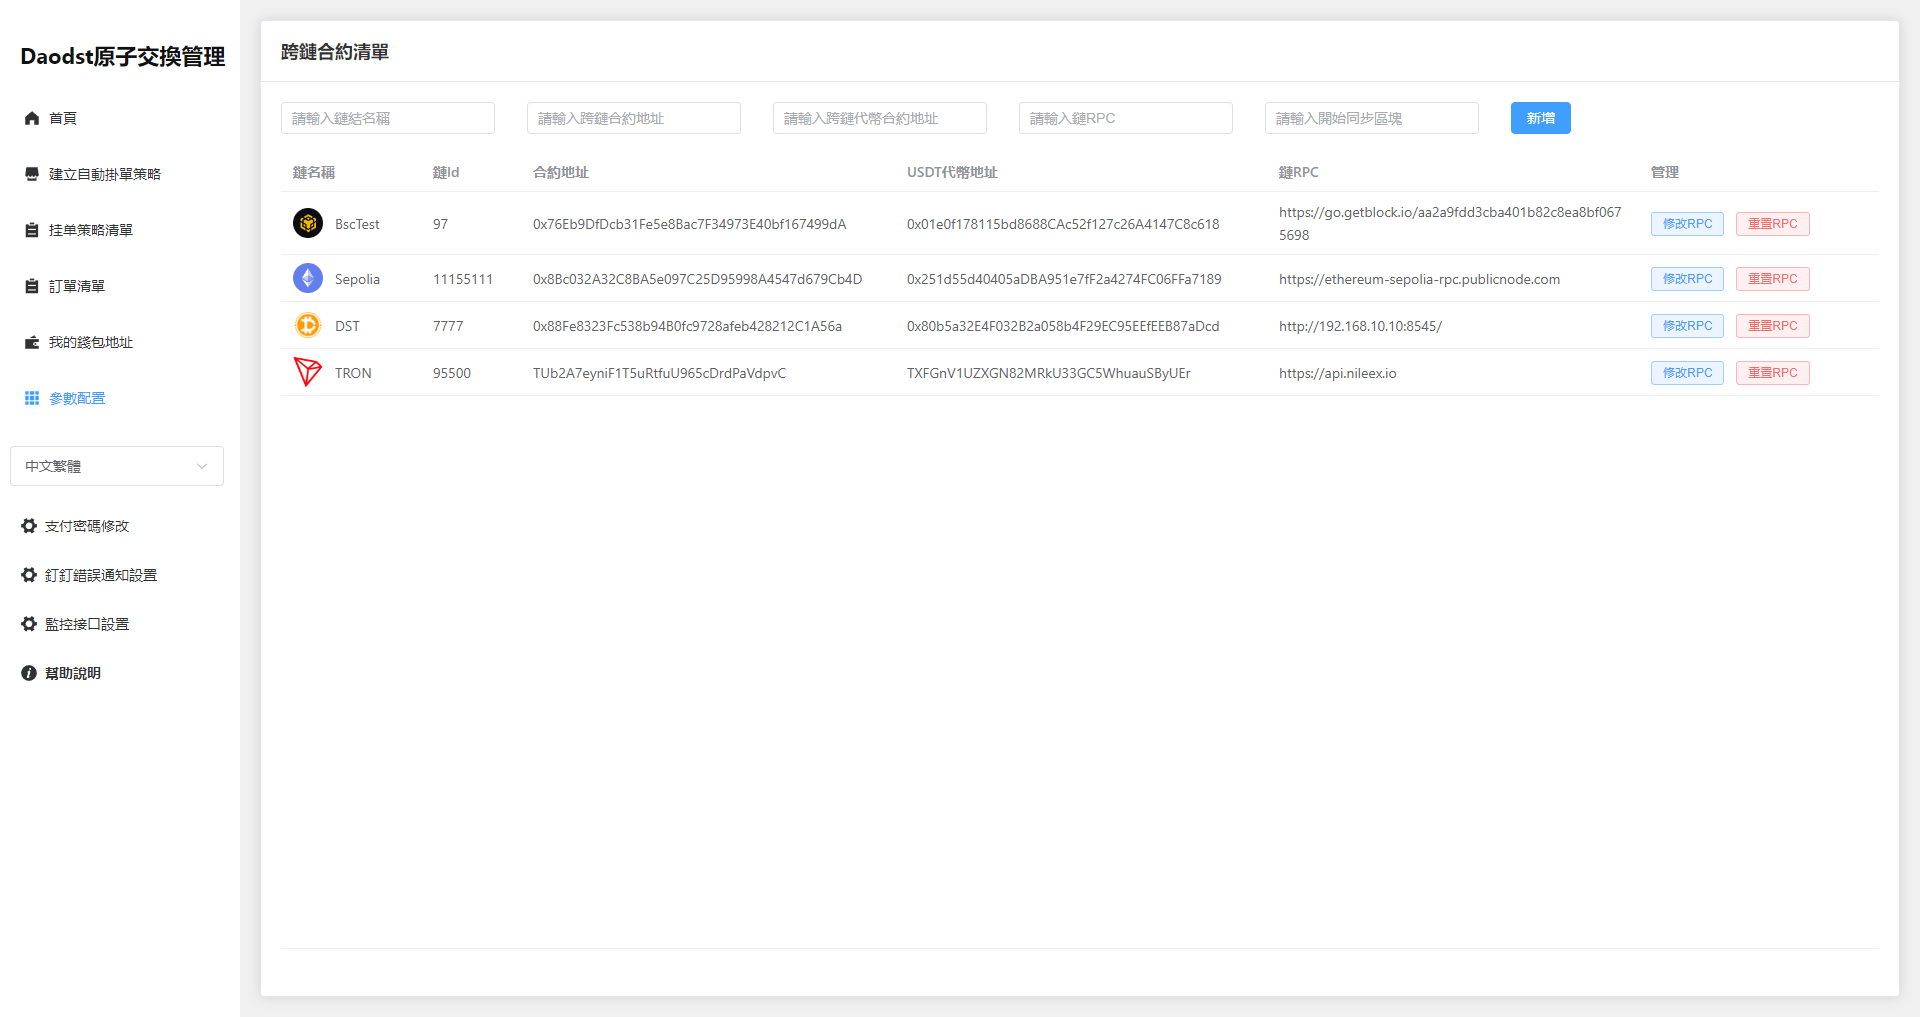 Daodst原子交換管理
首頁
建立自動掛單策略
挂单策略清單
訂單清單
我的錢包地址
參數配置
中文繁體
支付密碼修改
釘釘錯誤通知設置
監控接口設置
幫助說明
跨鏈合約清單
請輸入鏈結名稱 請輸入跨鏈合約地址 請輸入跨鏈代幣合約地址 請輸入鏈RPC 請輸入開始同步區塊 新增
鏈名稱 鏈Id 合約地址 USDT代幣地址 鏈RPC 管理
BscTest 97 0x76Eb9DfDcb31Fe5e8Bac7F34973E40bf167499dA 0x01e0f178115bd8688CAc52f127c26A4147C8c618 https://go.getblock.io/aa2a9fdd3cba401b82c8ea8bf067
5698 修改RPC 重置RPC
Sepolia 11155111 0x8Bc032A32C8BA5e097C25D95998A4547d679Cb4D 0x251d55d40405aDBA951e7fF2a4274FC06FFa7189 https://ethereum-sepolia-rpc.publicnode.com 修改RPC 重置RPC
DST 7777 0x88Fe8323Fc538b94B0fc9728afeb428212C1A56a 0x80b5a32E4F032B2a058b4F29EC95EEfEEB87aDcd http://192.168.10.10:8545/ 修改RPC 重置RPC
TRON 95500 TUb2A7eyniF1T5uRtfuU965cDrdPaVdpvC TXFGnV1UZXGN82MRkU33GC5WhuauSByUEr https://api.nileex.io 修改RPC 重置RPC